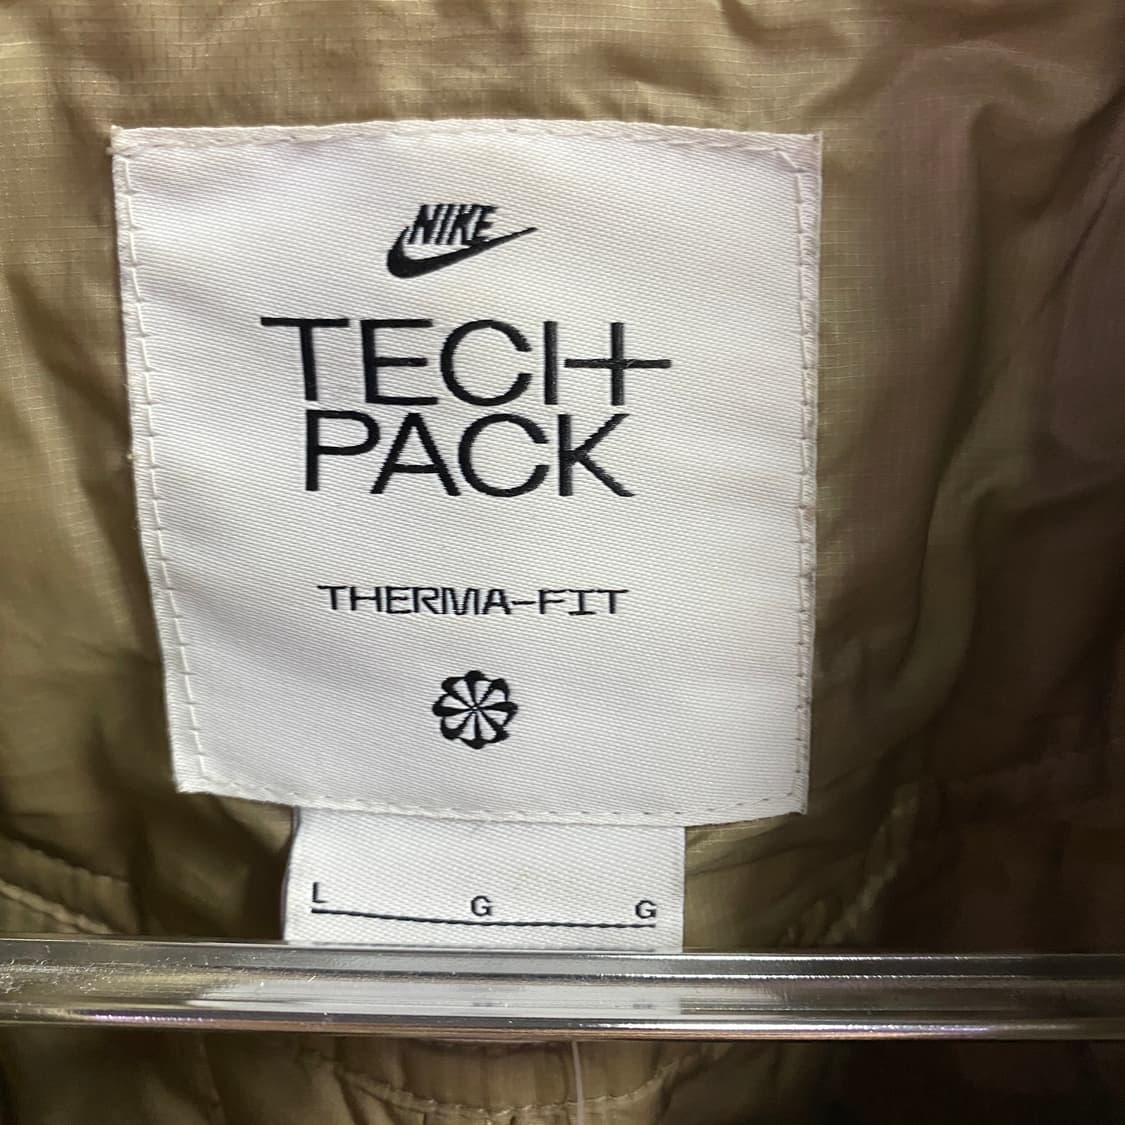 NIKE
TECH
PACK
THERMA-FIT
L G G